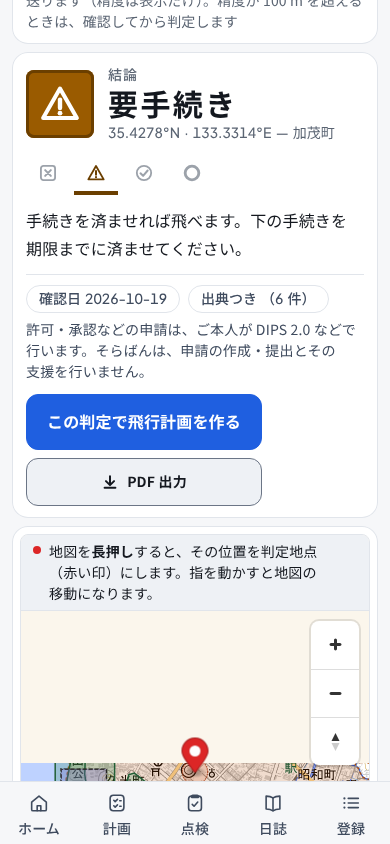 送ります（精度は表示だけ）。精度が 100 m を超える
ときは、確認してから判定します
結論
要手続き
35.4278°N · 133.3314°E — 加茂町
手続きを済ませれば飛べます。下の手続きを
期限までに済ませてください。
確認日 2026-10-19
出典つき （6 件）
許可・承認などの申請は、ご本人が DIPS 2.0 などで
行います。そらばんは、申請の作成・提出とその
支援を行いません。
この判定で飛行計画を作る
PDF 出力
地図を長押しすると、その位置を判定地点
（赤い印）にします。指を動かすと地図の
移動になります。
+
−
昭和町
ホーム
計画
点検
日誌
登録